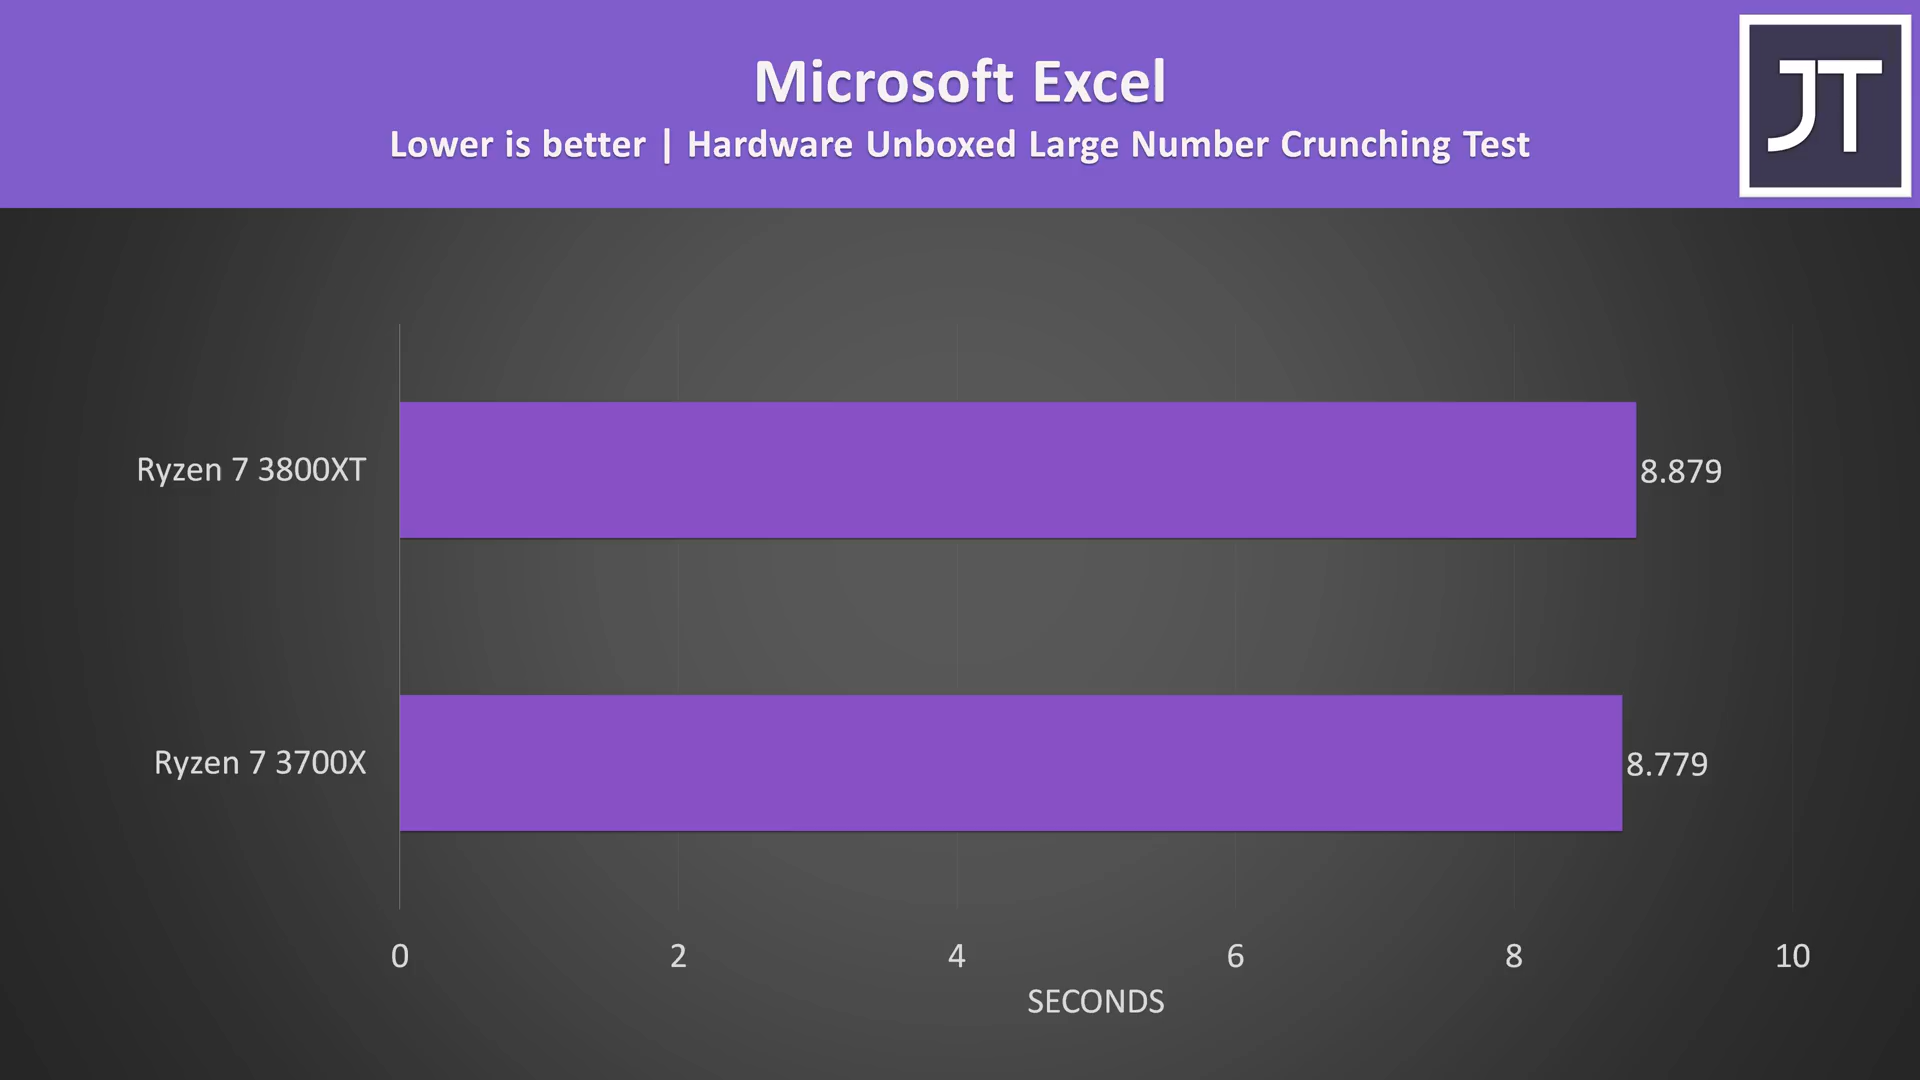 Microsoft Excel
Lower is better | Hardware Unboxed Large Number Crunching Test
JT
Ryzen 7 3800XT
8.879
Ryzen 7 3700X
8.779
0 2 4 6 8 10
SECONDS